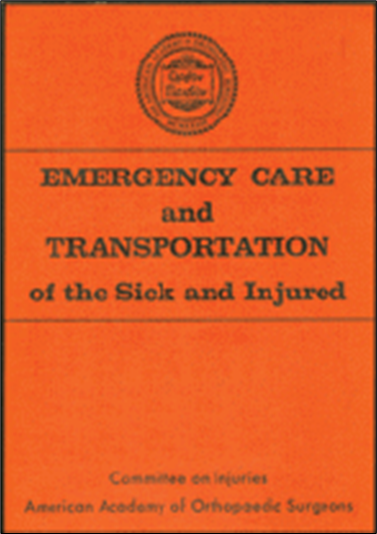 EMERGENCY CARE
and
TRANSPORTATION
of the Sick and Injured
Committee on Injuries
American Academy of Orthopaedic Surgeons